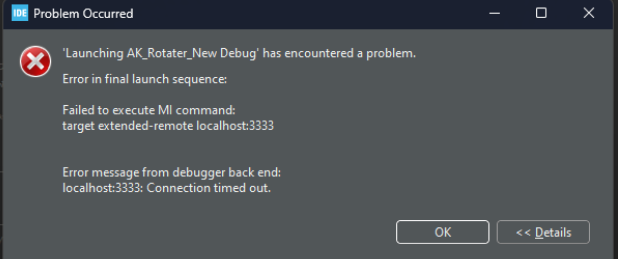 IDE Problem Occurred
'Launching AK_Rotater_New Debug' has encountered a problem.
Error in final launch sequence:
Failed to execute MI command:
target extended-remote localhost:3333
Error message from debugger back end:
localhost:3333: Connection timed out.
OK
<< Details